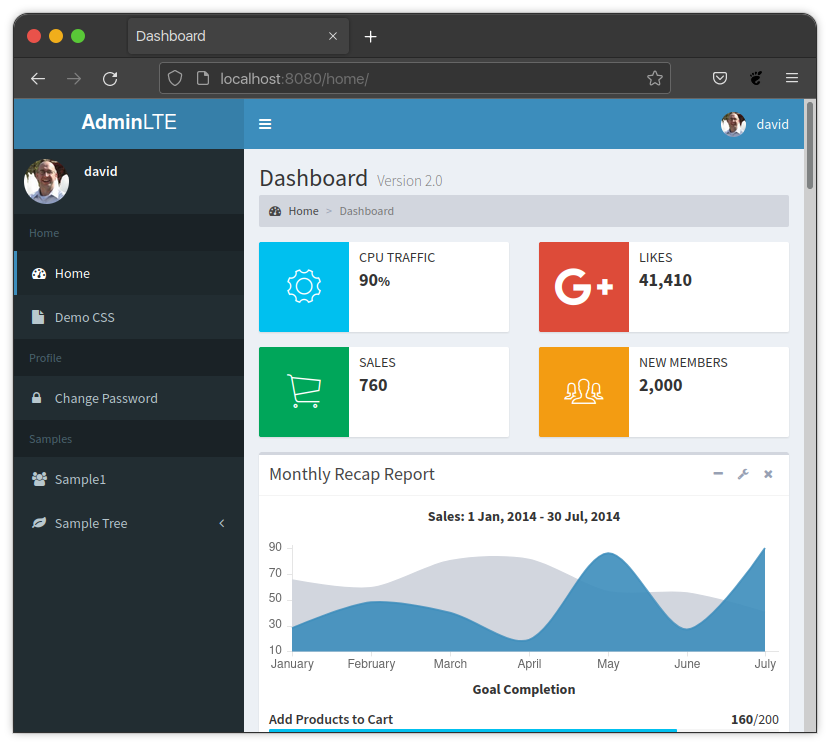 Dashboard
localhost:8080/home/
AdminLTE
david
david
Home
Home
Demo CSS
Profile
Change Password
Samples
Sample1
Sample Tree
Dashboard Version 2.0
Home > Dashboard
CPU TRAFFIC
90%
G+
LIKES
41,410
SALES
760
NEW MEMBERS
2,000
Monthly Recap Report
Sales: 1 Jan, 2014 - 30 Jul, 2014
90
70
50
30
10
January February March April May June July
Goal Completion
Add Products to Cart 160/200